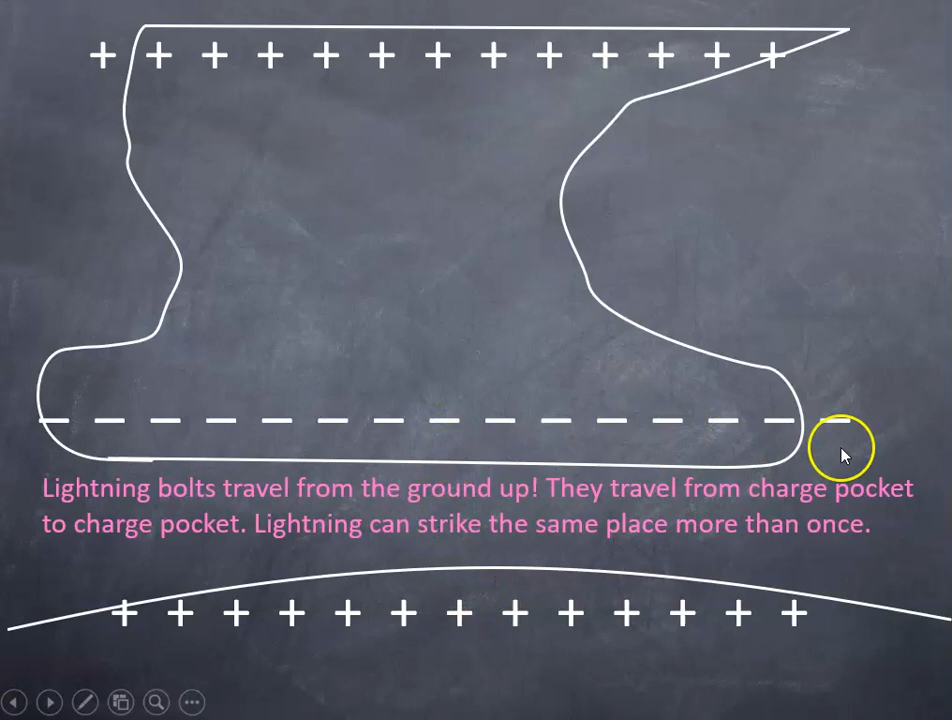 + + + + + + + + + + + + +
— — — — — — — — — — — — — — —
Lightning bolts travel from the ground up! They travel from charge pocket
to charge pocket. Lightning can strike the same place more than once.
+ + + + + + + + + + + + +